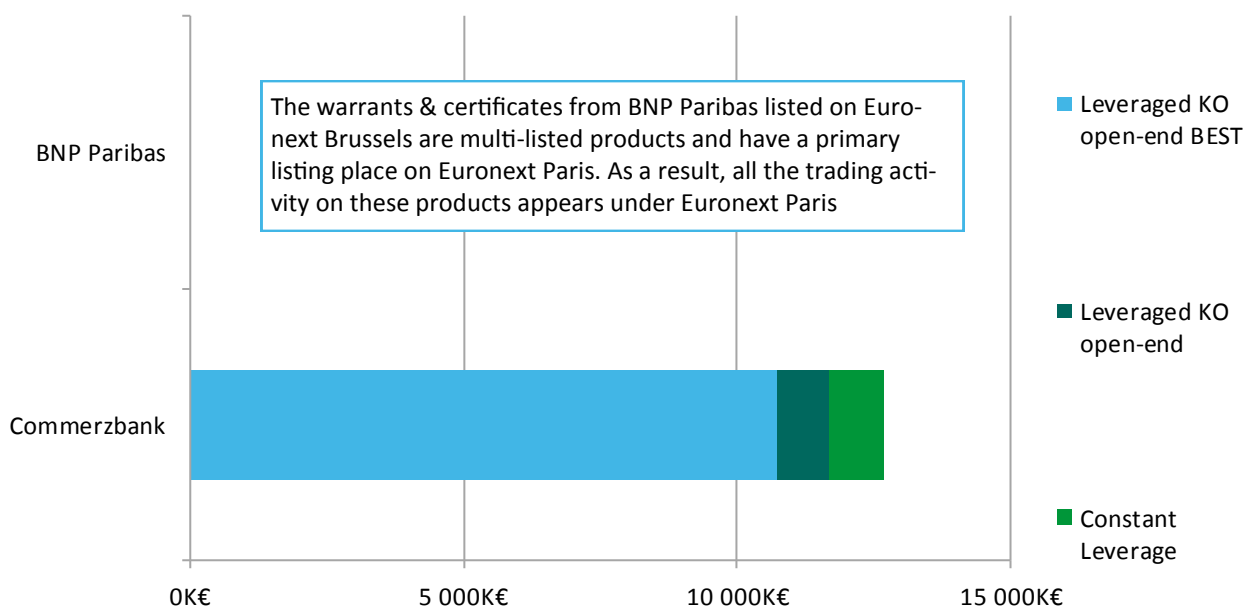 The warrants & certificates from BNP Paribas listed on Euro-
next Brussels are multi-listed products and have a primary
listing place on Euronext Paris. As a result, all the trading acti-
vity on these products appears under Euronext Paris
BNP Paribas
Commerzbank
0K€
5 000K€
10 000K€
15 000K€
Leveraged KO
open-end BEST
Leveraged KO
open-end
Constant
Leverage